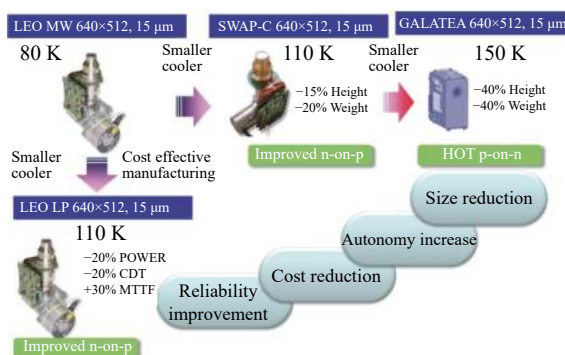 LEO MW 640×512, 15 μm
80 K
Smaller
cooler
SWAP-C 640×512, 15 μm
110 K
−15% Height
−20% Weight
Improved n-on-p
Smaller
cooler
GALATEA 640×512, 15 μm
150 K
−40% Height
−40% Weight
HOT p-on-n
Smaller
cooler
Cost effective
manufacturing
LEO LP 640×512, 15 μm
110 K
−20% POWER
−20% CDT
+30% MTTF
Improved n-on-p
Size reduction
Autonomy increase
Cost reduction
Reliability
improvement